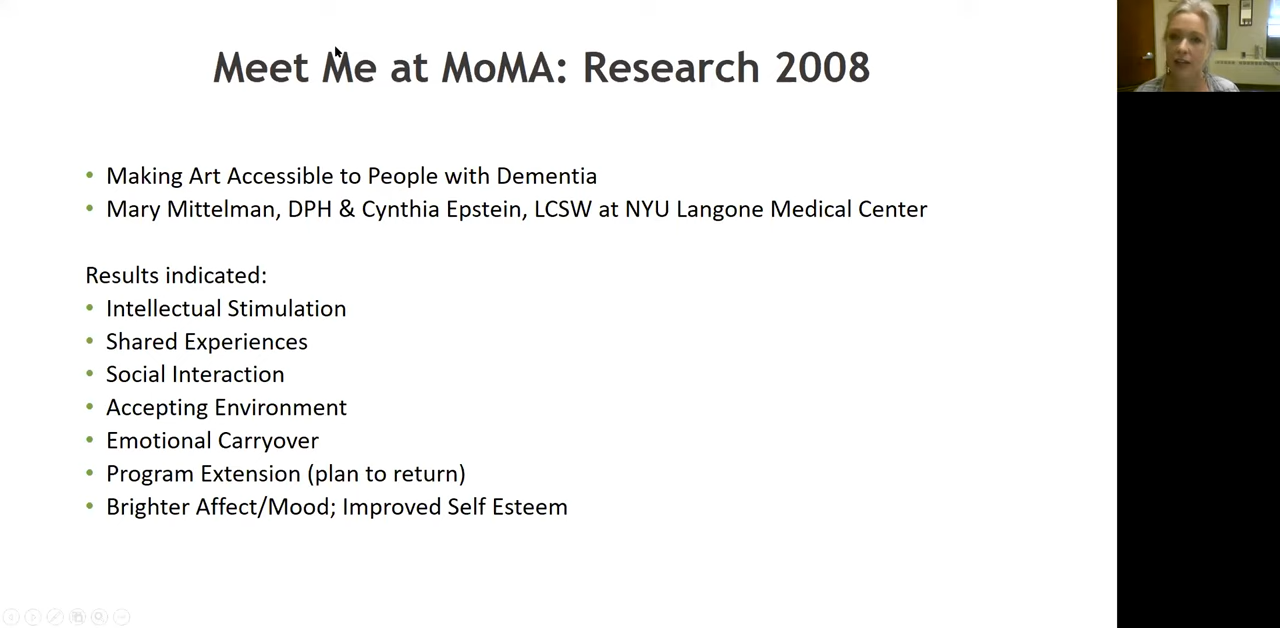 Meet Me at MoMA: Research 2008
• Making Art Accessible to People with Dementia
• Mary Mittelman, DPH & Cynthia Epstein, LCSW at NYU Langone Medical Center
Results indicated:
• Intellectual Stimulation
• Shared Experiences
• Social Interaction
• Accepting Environment
• Emotional Carryover
• Program Extension (plan to return)
• Brighter Affect/Mood; Improved Self Esteem